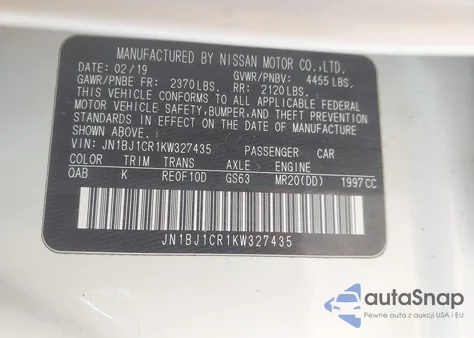 MANUFACTURED BY NISSAN MOTOR CO.,LTD.
DATE: 02/19 GVWR/PNBV: 4455 LBS.
GAWR/PNBE FR: 2370LBS. RR: 2120LBS.
THIS VEHICLE CONFORMS TO ALL APPLICABLE FEDERAL
MOTOR VEHICLE SAFETY,BUMPER,AND THEFT PREVENTION
STANDARDS IN EFFECT ON THE DATE OF MANUFACTURE
SHOWN ABOVE.
VIN: JN1BJ1CR1KW327435 PASSENGER CAR
COLOR TRIM TRANS AXLE ENGINE
QAB K RE0F10D GS63 MR20(DD) 1997CC
JN1BJ1CR1KW327435
autoSnap
Pewne auta z aukcji USA i EU